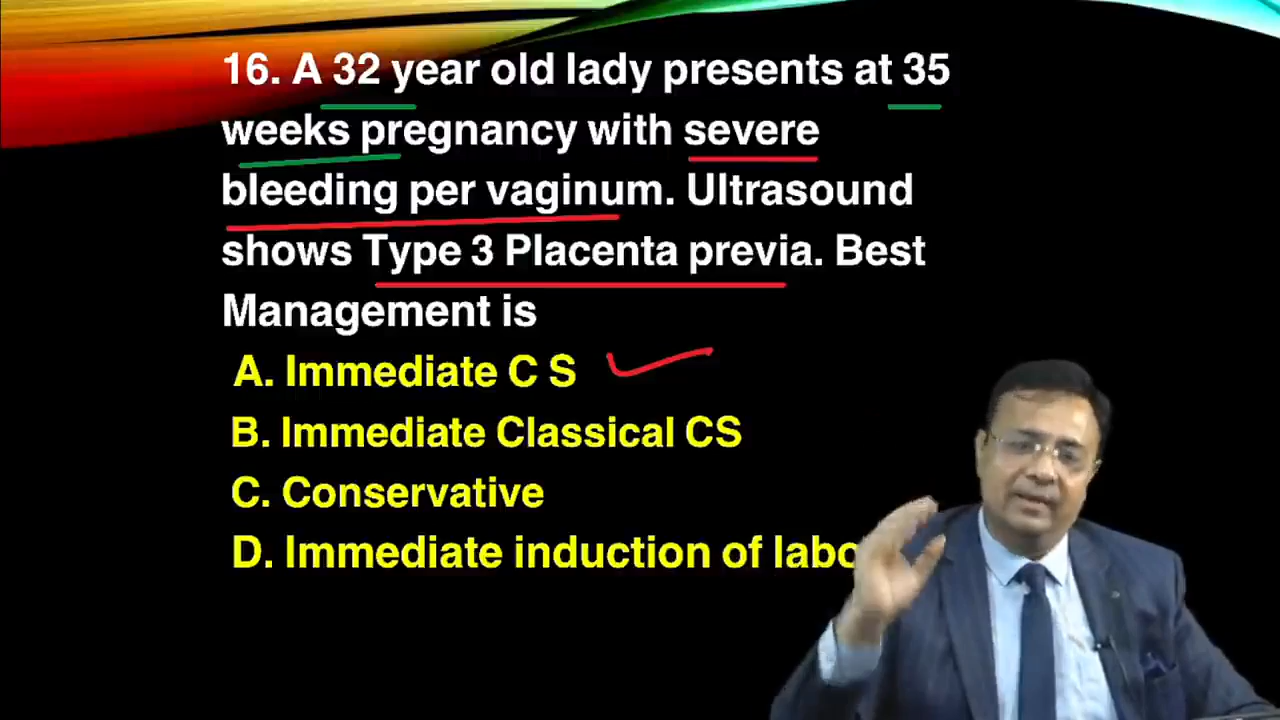 16. A 32 year old lady presents at 35
weeks pregnancy with severe
bleeding per vaginum. Ultrasound
shows Type 3 Placenta previa. Best
Management is
A. Immediate C S
B. Immediate Classical CS
C. Conservative
D. Immediate induction of labo